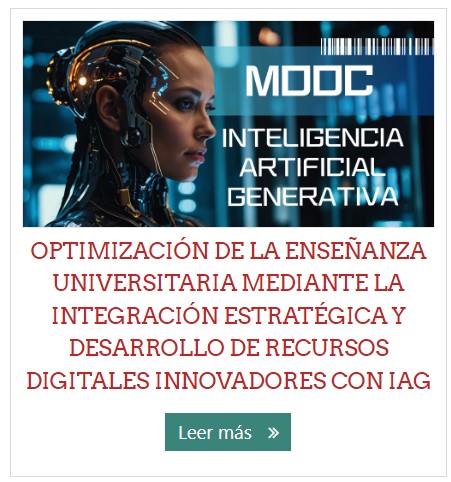 MOOC
INTELIGENCIA
ARTIFICIAL
GENERATIVA
OPTIMIZACIÓN DE LA ENSEÑANZA
UNIVERSITARIA MEDIANTE LA
INTEGRACIÓN ESTRATÉGICA Y
DESARROLLO DE RECURSOS
DIGITALES INNOVADORES CON IAG
Leer más »